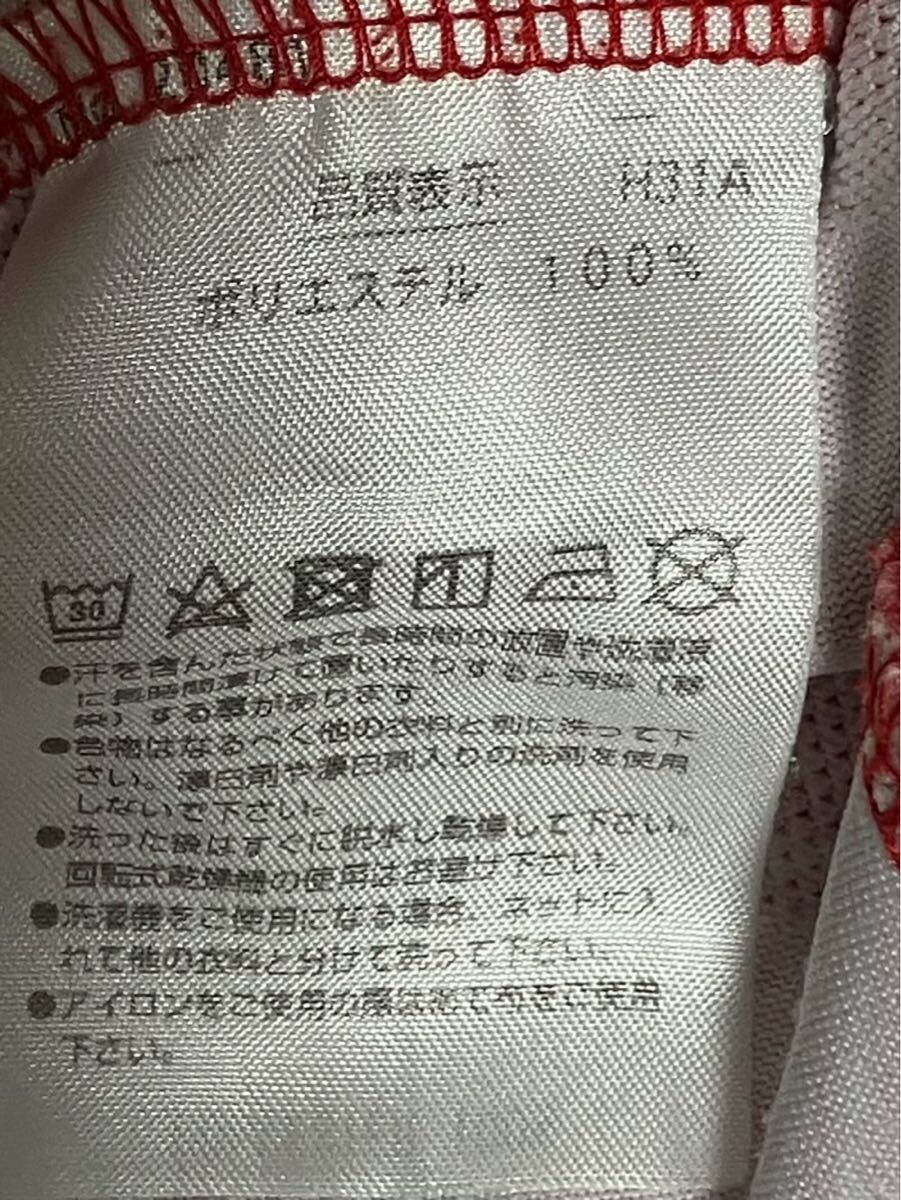 品質表示 H31A
ポリエステル 100%
30
●汗を含んだ状態で長時間の放置や洗濯液
に長時間浸して置いたりすると汚染(移
染)する事があります。
●色物はなるべく他の衣料と別に洗って下
さい。漂白剤や漂白剤入りの洗剤を使用
しないで下さい。
●洗った後はすぐに脱水し乾燥して下さい。
回転式乾燥機の使用はお避け下さい。
●洗濯機をご使用になる場合、ネットに入
れて他の衣料と分けて洗って下さい。
●アイロンをご使用の際は当て布をご使用
下さい。